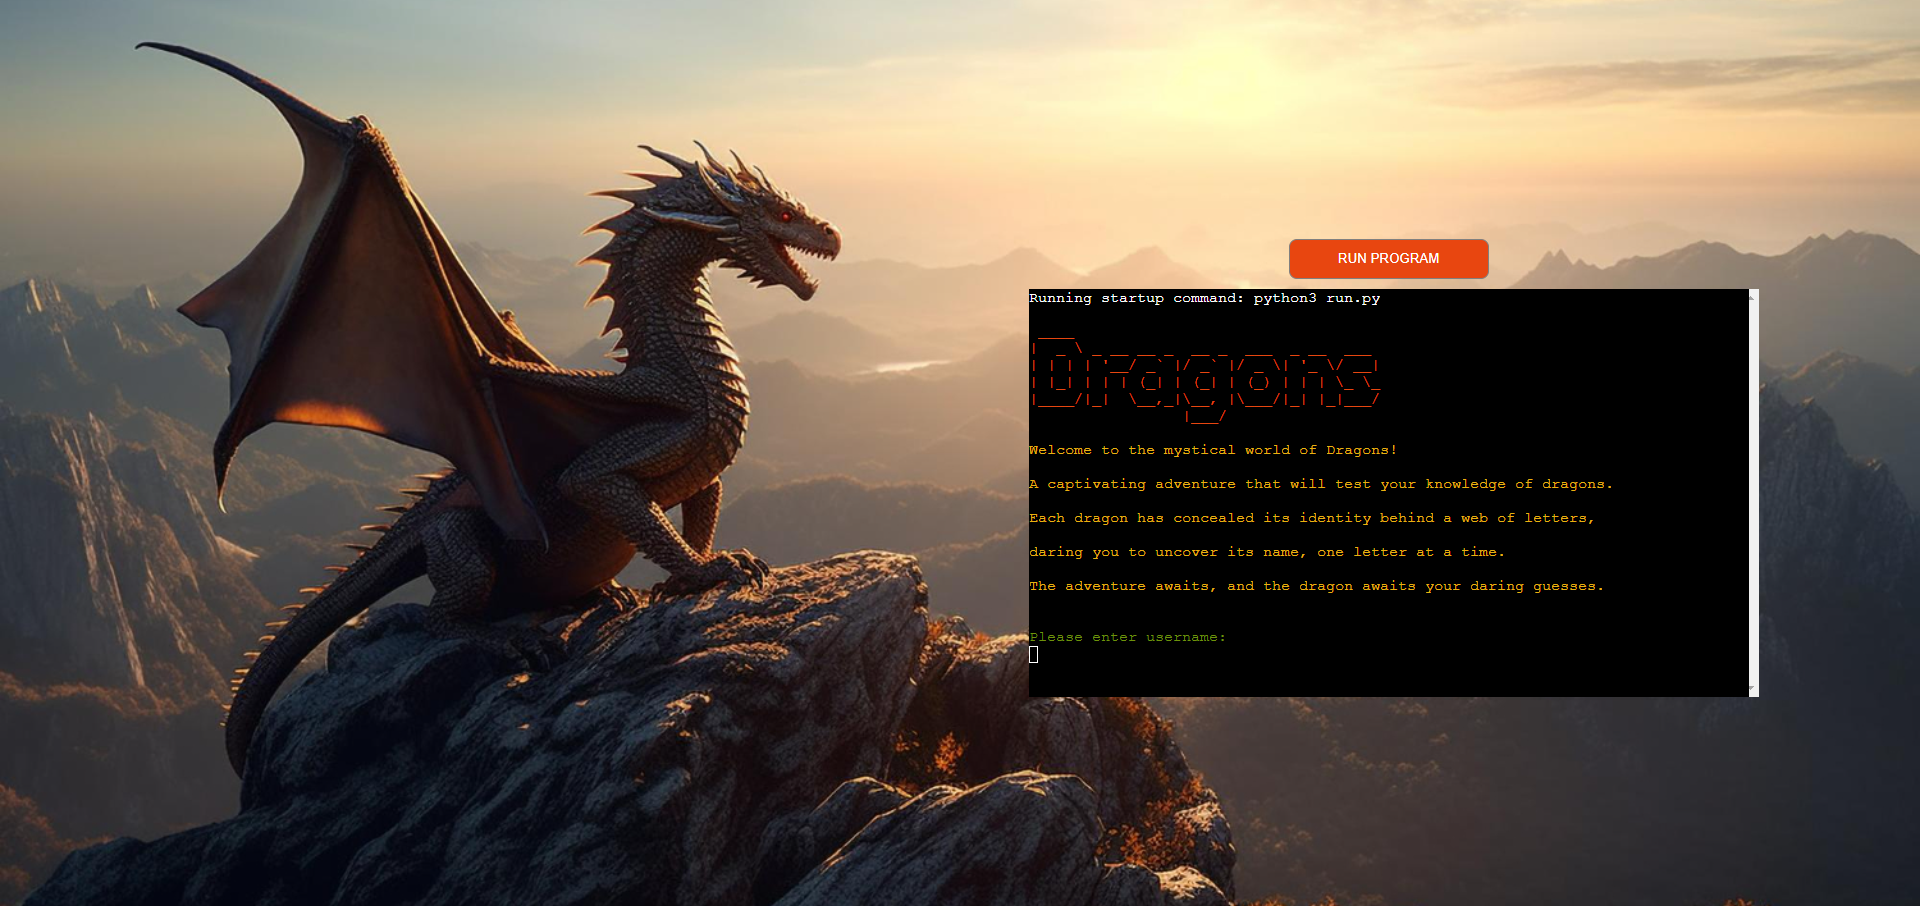 RUN PROGRAM
Running startup command: python3 run.py
Dragons
Welcome to the mystical world of Dragons!
A captivating adventure that will test your knowledge of dragons.
Each dragon has concealed its identity behind a web of letters,
daring you to uncover its name, one letter at a time.
The adventure awaits, and the dragon awaits your daring guesses.
Please enter username: